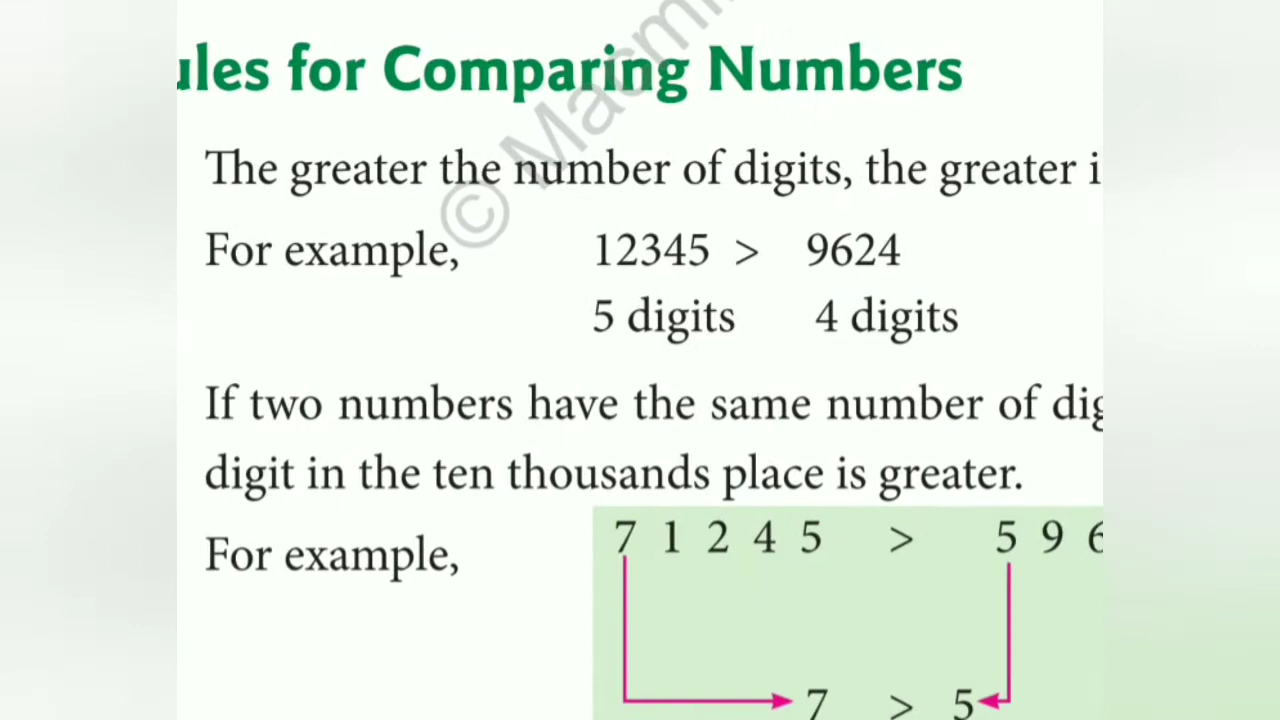 ules for Comparing Numbers
© Macmi
The greater the number of digits, the greater i
For example, 12345 > 9624
5 digits 4 digits
If two numbers have the same number of dig
digit in the ten thousands place is greater.
For example, 7 1 2 4 5 > 5 9 6
7 > 5